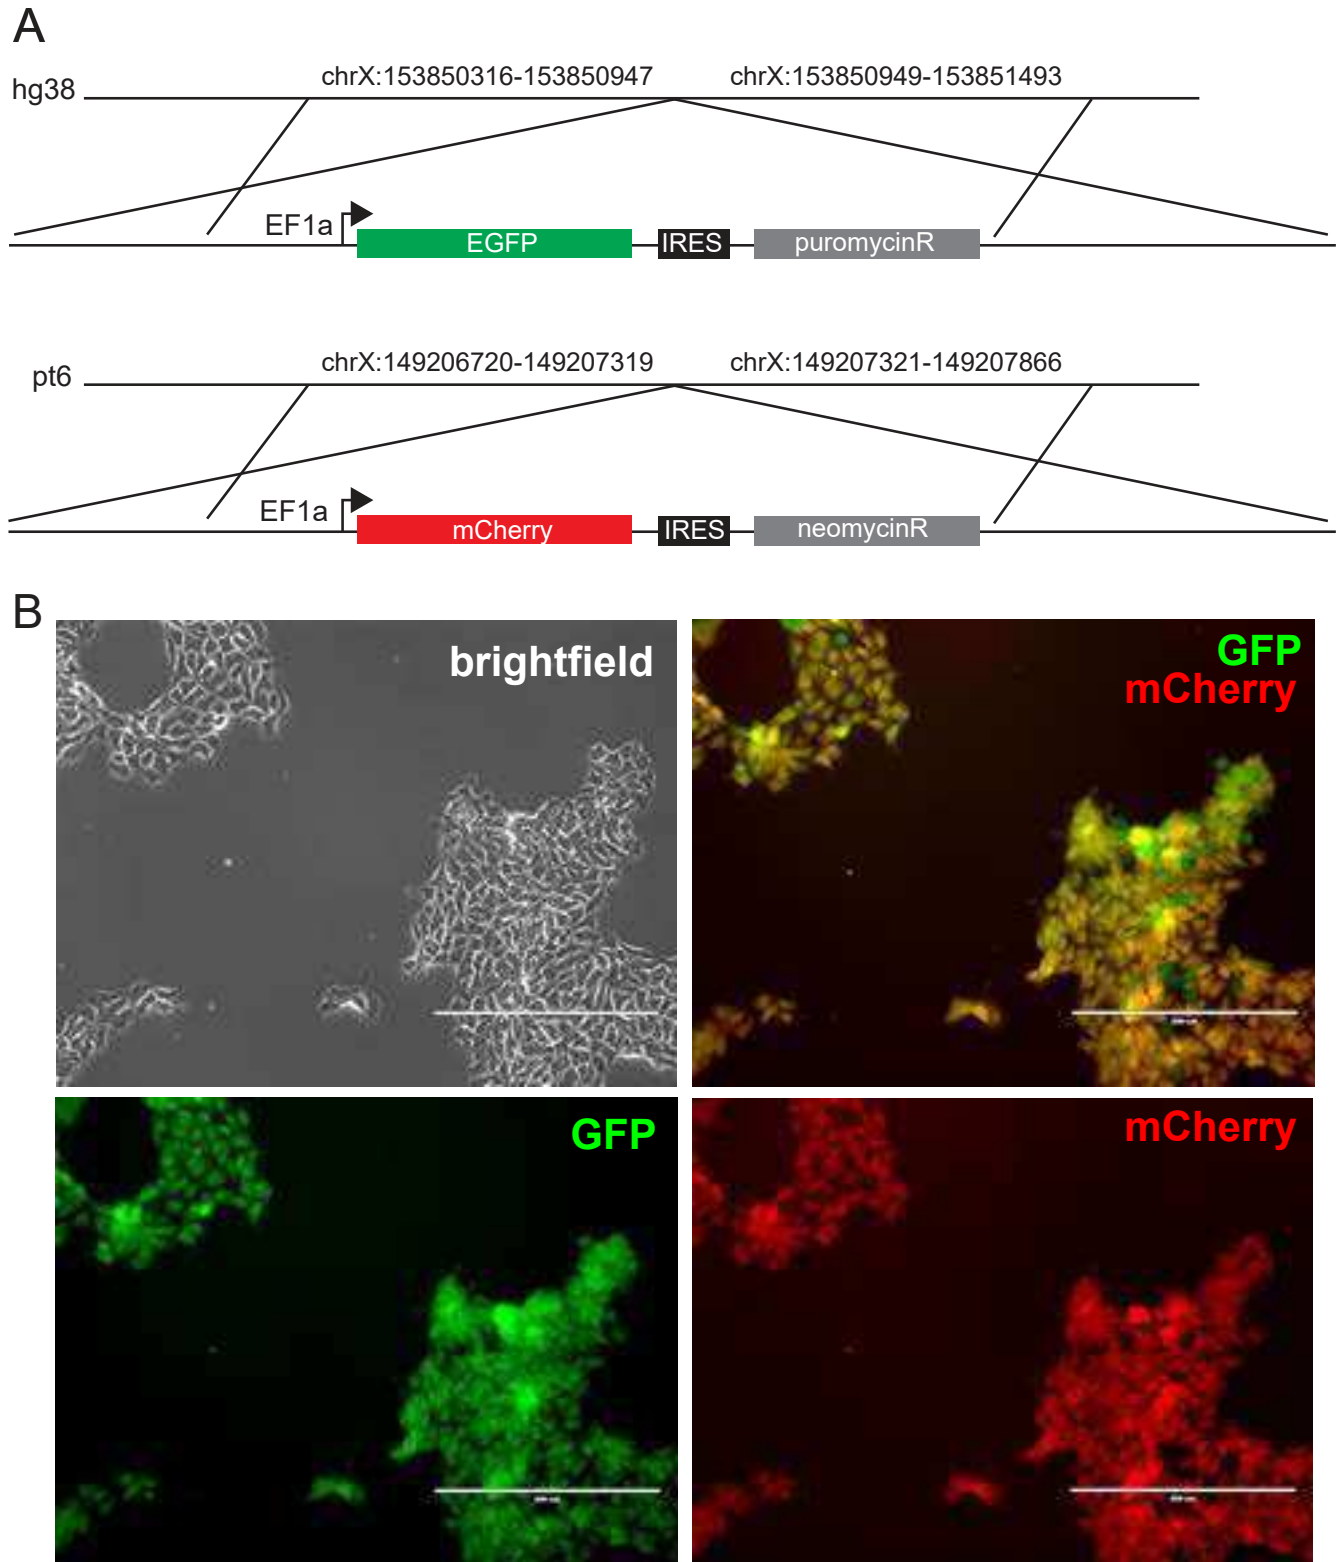 A
hg38
chrX:153850316-153850947 chrX:153850949-153851493
EF1a EGFP IRES puromycinR
pt6
chrX:149206720-149207319 chrX:149207321-149207866
EF1a mCherry IRES neomycinR
B
brightfield
GFP
mCherry
GFP
mCherry